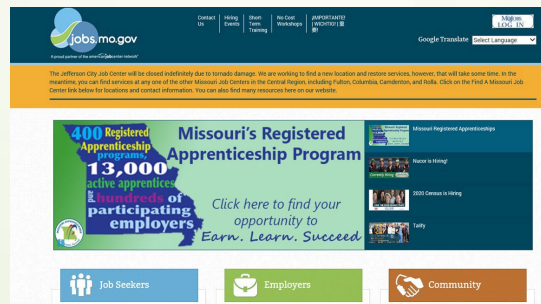 Contact Us
Hiring Events
Short-Term Training
No Cost Workshops
¡IMPORTANTE! | WICHTIG! |
LOG IN
jobs.mo.gov
A proud partner of the americanjobcenter network
Google Translate Select Language
The Jefferson City Job Center will be closed indefinitely due to tornado damage. We are working to find a new location and restore services, however, that will take some time. In the
meantime, you can find services at any one of the other Missouri Job Centers in the Central Region, including Fulton, Columbia, Camdenton, and Rolla. Click on the Find A Missouri Job
Center link below for locations and contact information. You can also find many resources here on our website.
400 Registered
Apprenticeship
programs,
13,000
active apprentices
hundreds of
participating
employers
Missouri's Registered
Apprenticeship Program
Click here to find your
opportunity to
Earn. Learn. Succeed
Missouri Registered Apprenticeships
Nucor is Hiring!
2020 Census is Hiring
Job Seekers
Employers
Community